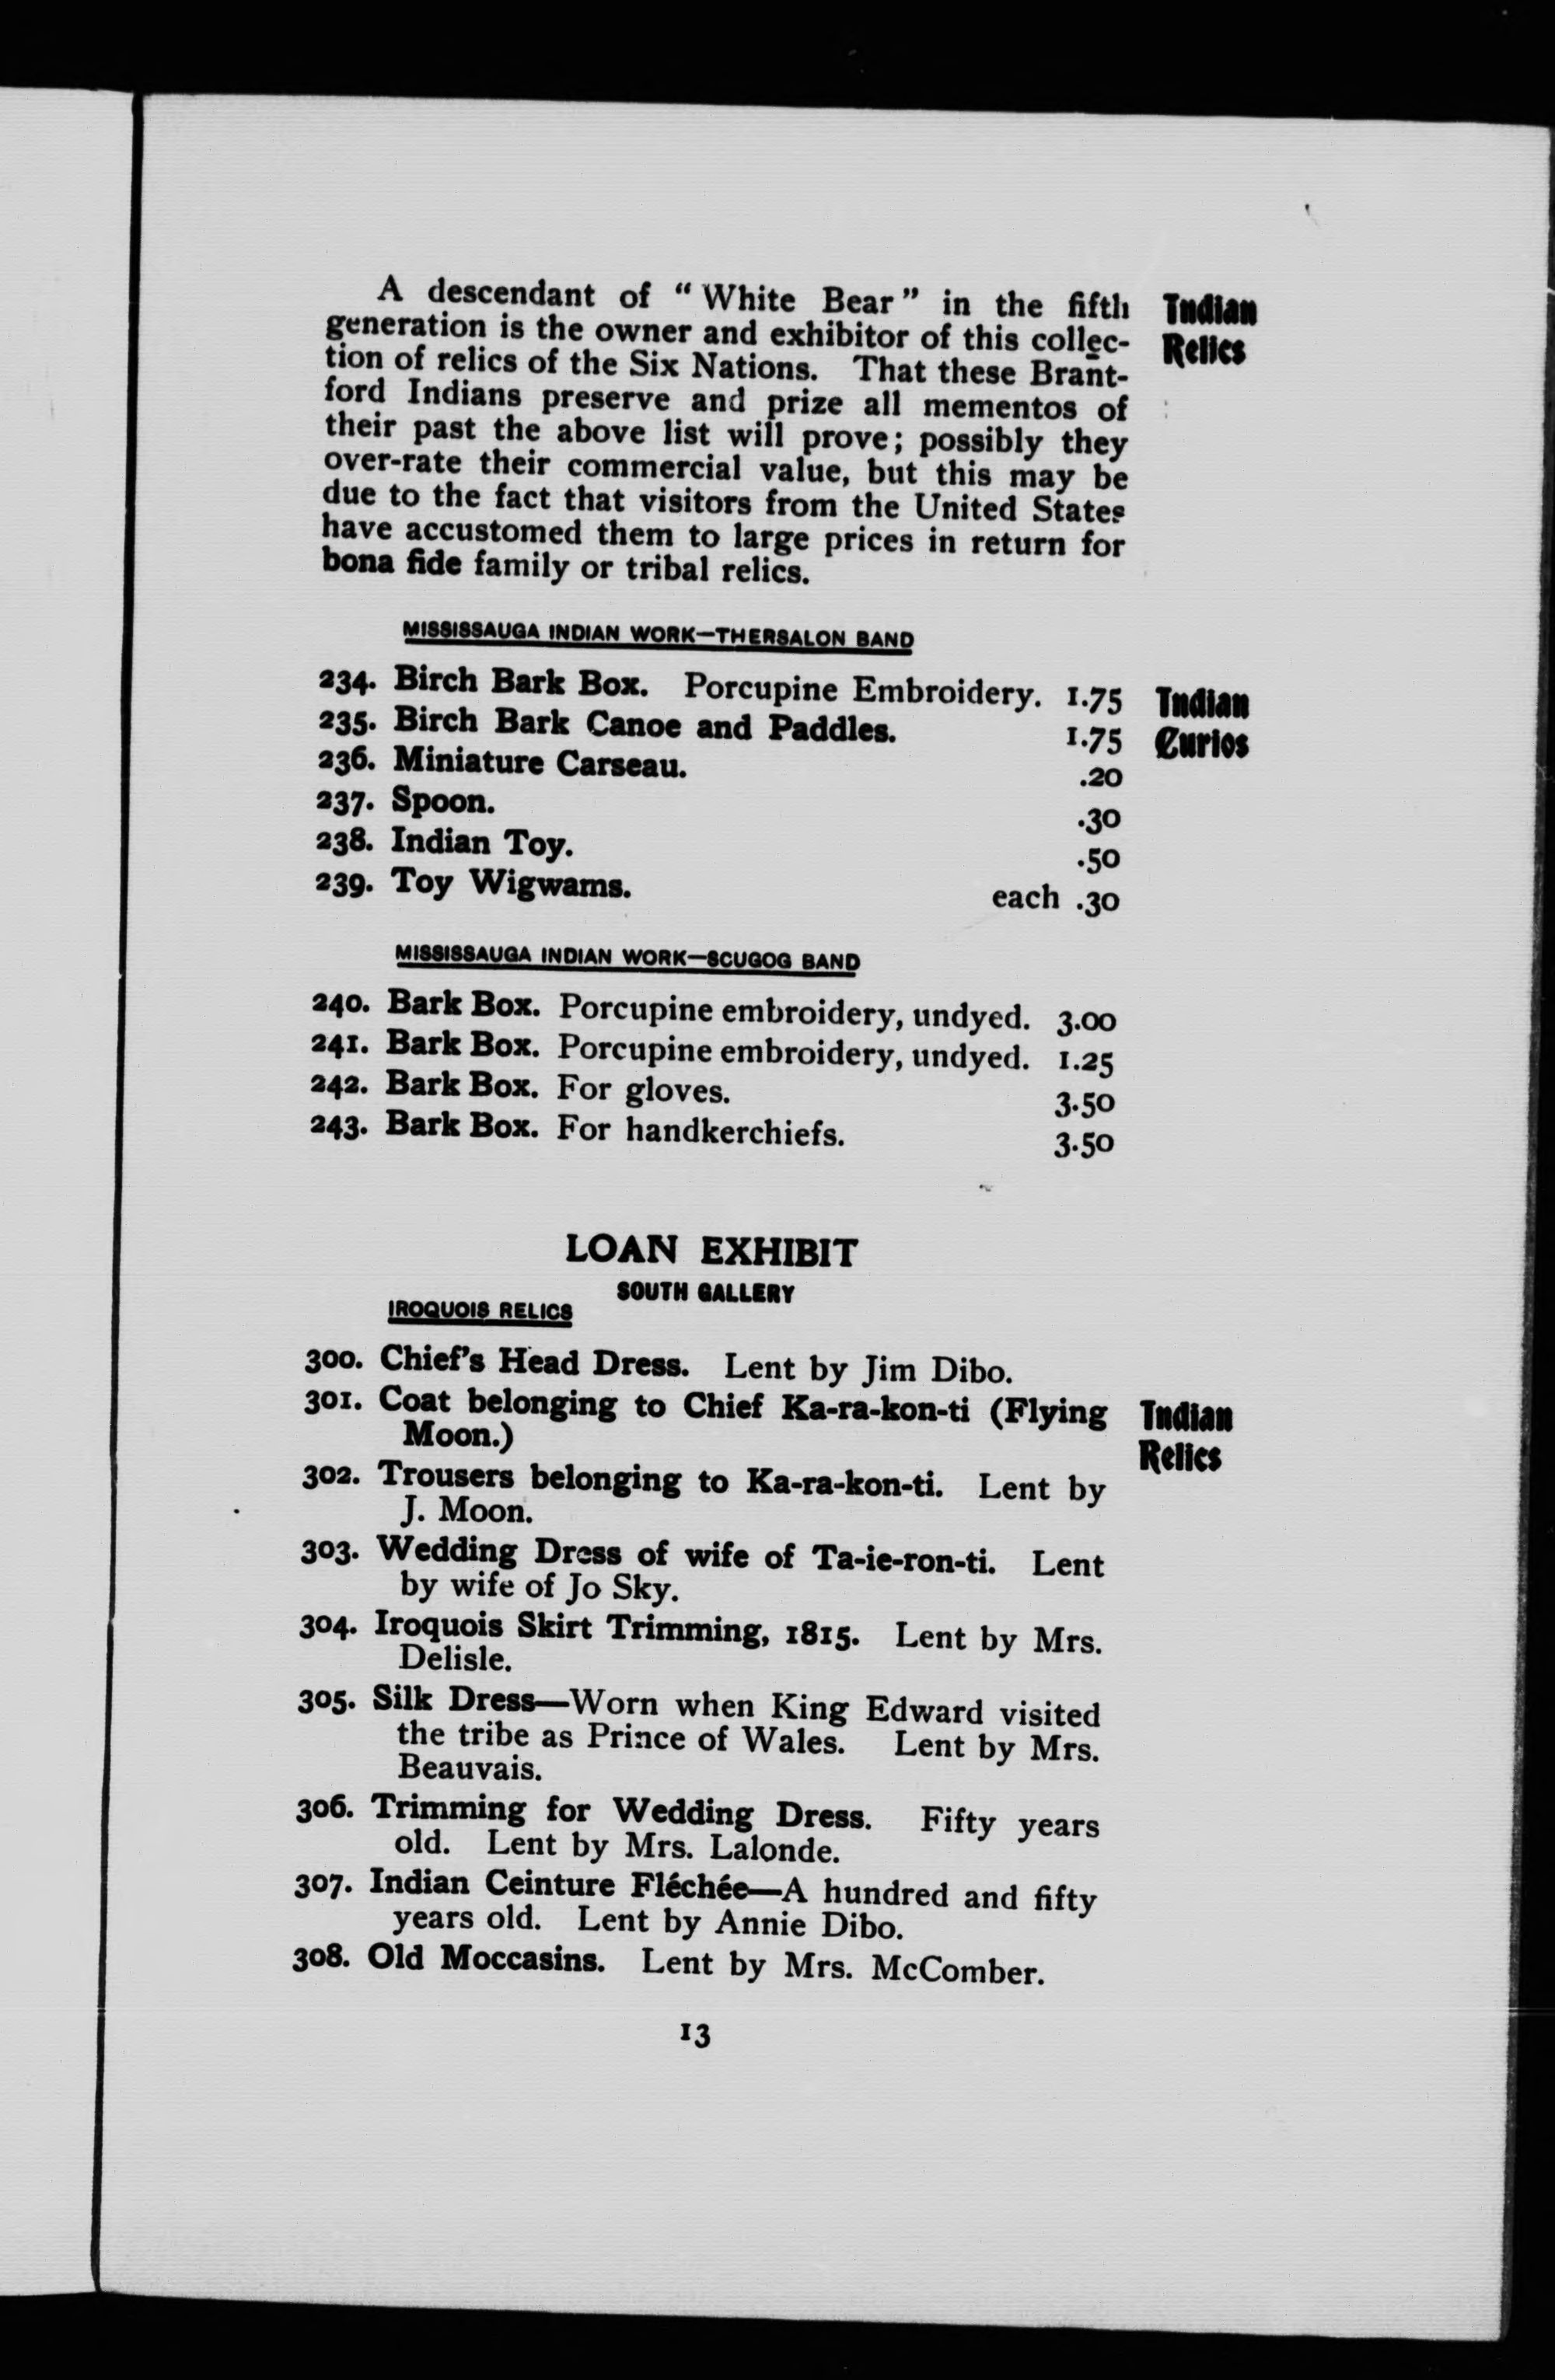 A descendant of “White Bear” in the fifth
generation is the owner and exhibitor of this collec-
tion of relics of the Six Nations. That these Brant-
ford Indians preserve and prize all mementos of
their past the above list will prove; possibly they
over-rate their commercial value, but this may be
due to the fact that visitors from the United States
have accustomed them to large prices in return for
bona fide family or tribal relics.
Indian
Relics
MISSISSAUGA INDIAN WORK—THERSALON BAND
234. Birch Bark Box. Porcupine Embroidery. 1.75
235. Birch Bark Canoe and Paddles. 1.75
236. Miniature Carseau. .20
237. Spoon. .30
238. Indian Toy. .50
239. Toy Wigwams. each .30
Indian
Curios
MISSISSAUGA INDIAN WORK—SCUGOG BAND
240. Bark Box. Porcupine embroidery, undyed. 3.00
241. Bark Box. Porcupine embroidery, undyed. 1.25
242. Bark Box. For gloves. 3.50
243. Bark Box. For handkerchiefs. 3.50
LOAN EXHIBIT
SOUTH GALLERY
IROQUOIS RELICS
300. Chief's Head Dress. Lent by Jim Dibo.
301. Coat belonging to Chief Ka-ra-kon-ti (Flying
Moon.)
302. Trousers belonging to Ka-ra-kon-ti. Lent by
J. Moon.
303. Wedding Dress of wife of Ta-ie-ron-ti. Lent
by wife of Jo Sky.
304. Iroquois Skirt Trimming, 1815. Lent by Mrs.
Delisle.
305. Silk Dress—Worn when King Edward visited
the tribe as Prince of Wales. Lent by Mrs.
Beauvais.
306. Trimming for Wedding Dress. Fifty years
old. Lent by Mrs. Lalonde.
307. Indian Ceinture Fléchée—A hundred and fifty
years old. Lent by Annie Dibo.
308. Old Moccasins. Lent by Mrs. McComber.
Indian
Relics
13